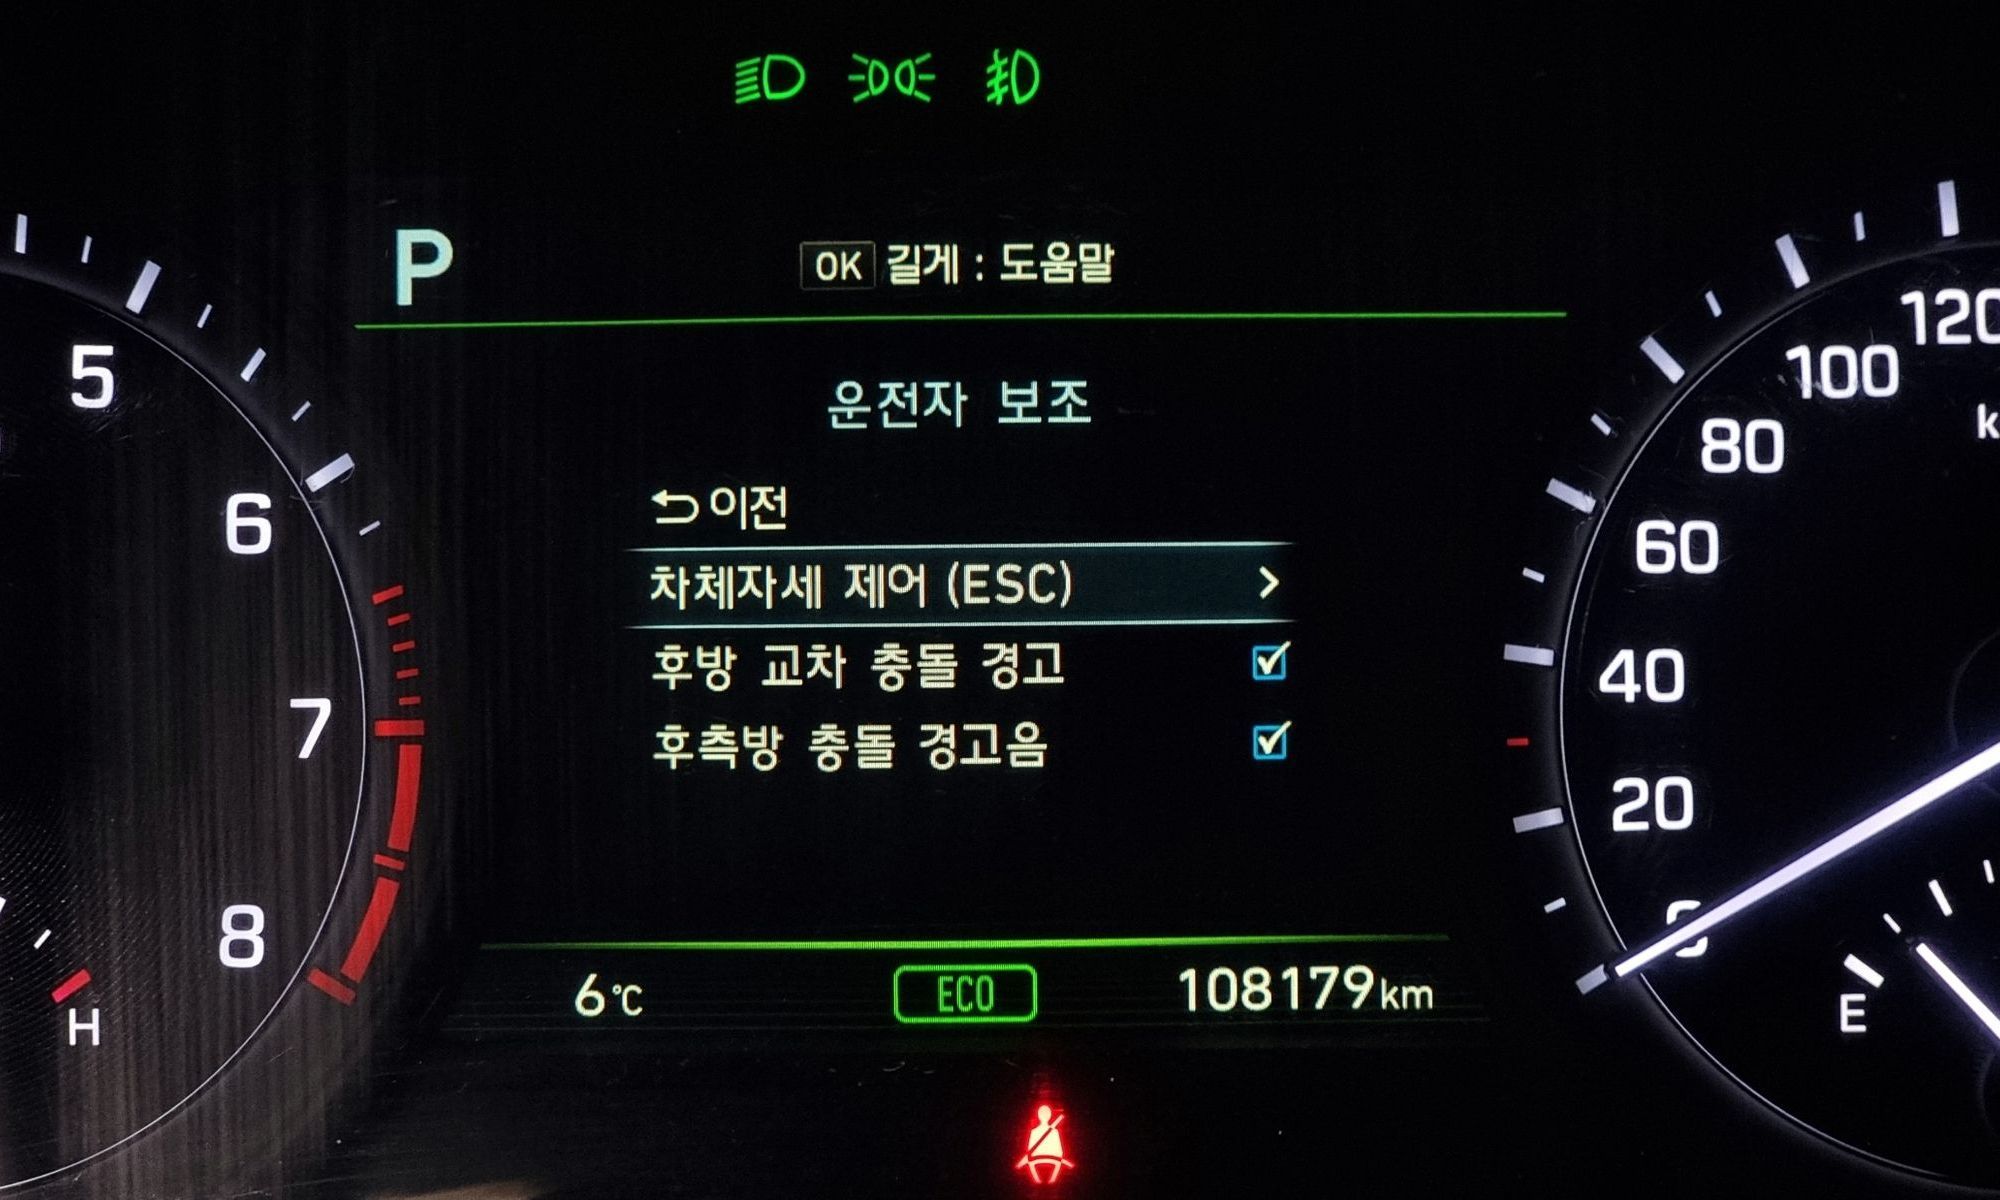 P
OK 길게 : 도움말
운전자 보조
이전
차체자세 제어 (ESC)
후방 교차 충돌 경고
후측방 충돌 경고음
6°C
ECO
108179km
5
6
7
8
H
120
100
80
60
40
20
0
E